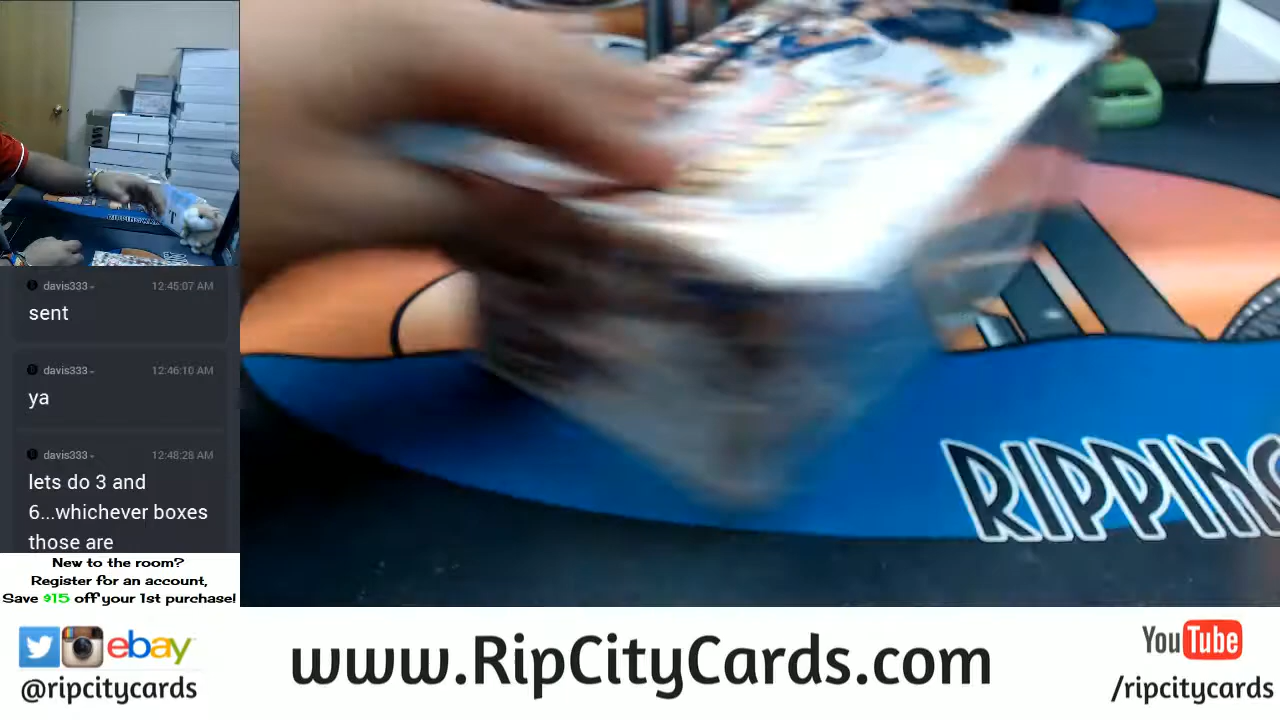 davis333 12:45:07 AM
sent
davis333 12:46:10 AM
ya
davis333 12:48:28 AM
lets do 3 and
6...whichever boxes
those are
New to the room?
Register for an account,
Save $15 off your 1st purchase!
RIPPING
ebay
@ripcitycards
www.RipCityCards.com
YouTube
/ripcitycards